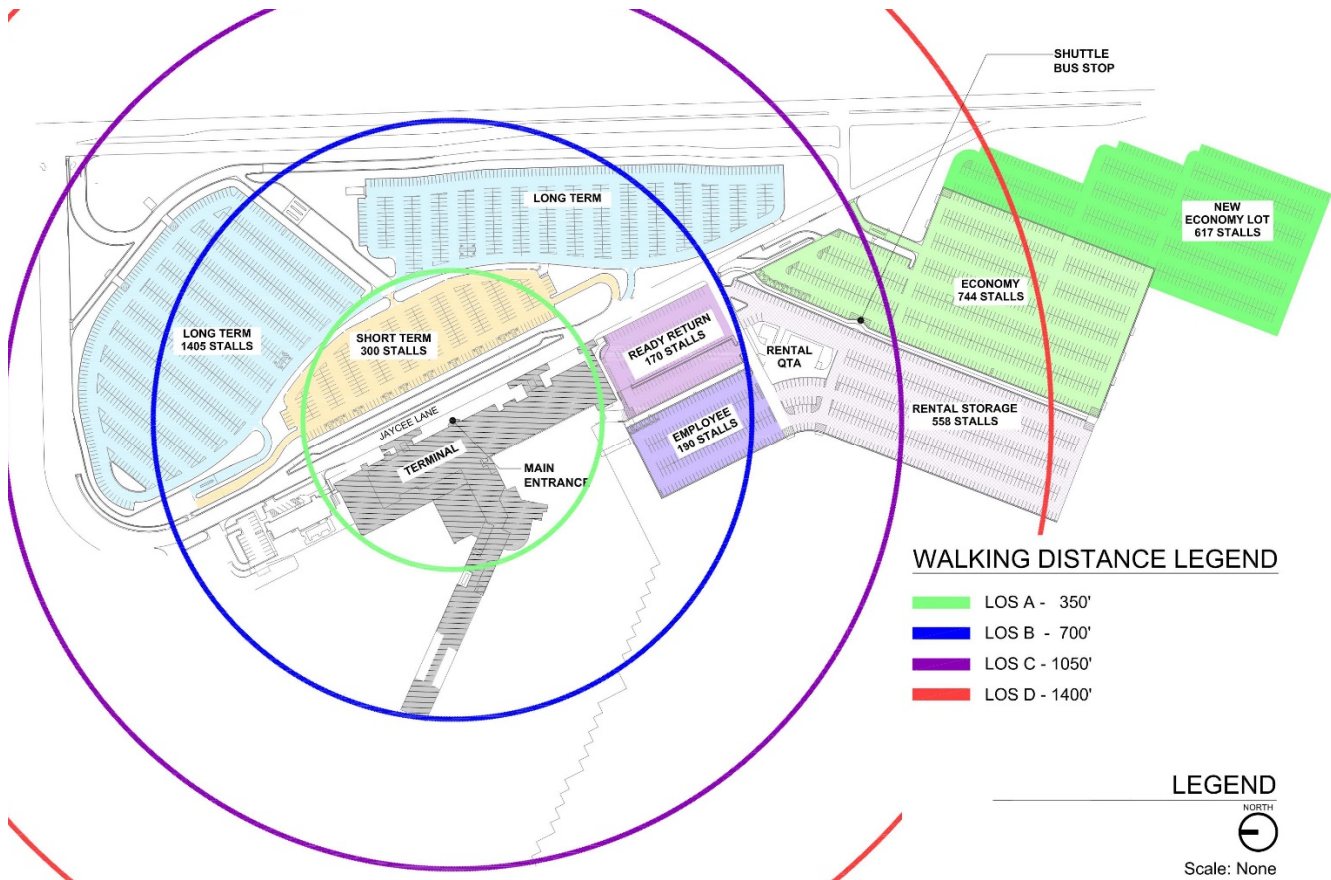 SHUTTLE
BUS STOP
LONG TERM
NEW
ECONOMY LOT
617 STALLS
ECONOMY
744 STALLS
LONG TERM
1405 STALLS
SHORT TERM
300 STALLS
READY RETURN
170 STALLS
RENTAL
QTA
RENTAL STORAGE
558 STALLS
JAYCEE LANE
EMPLOYEE
190 STALLS
TERMINAL
MAIN
ENTRANCE
WALKING DISTANCE LEGEND
LOS A - 350'
LOS B - 700'
LOS C - 1050'
LOS D - 1400'
LEGEND
NORTH
Scale: None